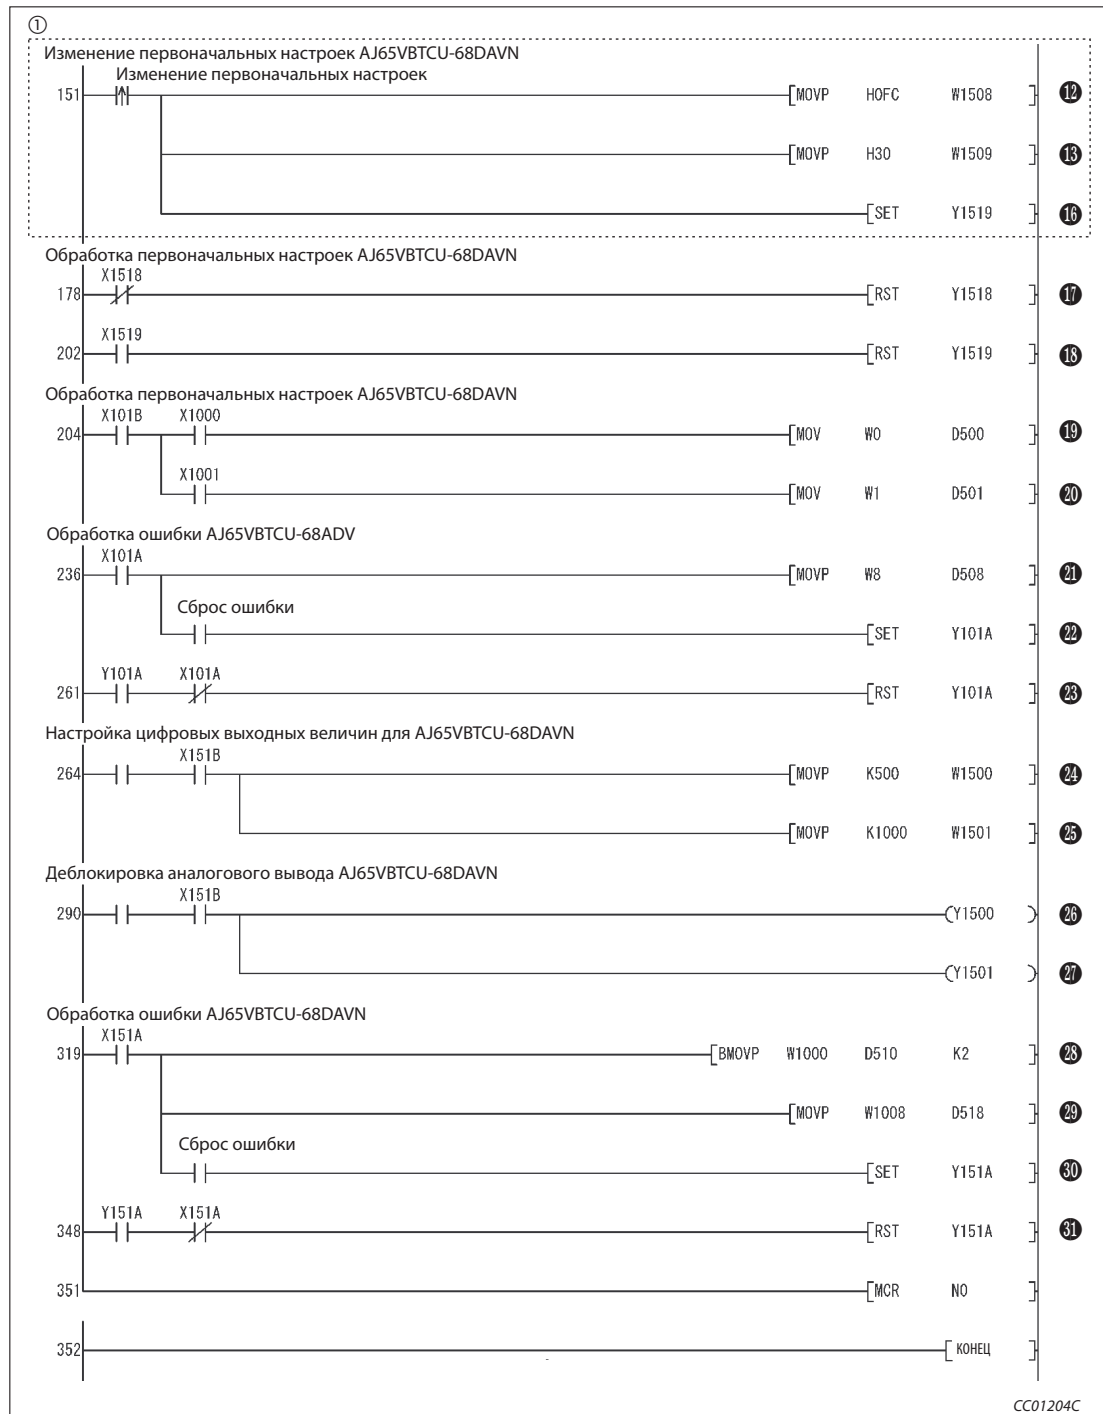 ①
Изменение первоначальных настроек AJ65VBTCU-68DAVN
Изменение первоначальных настроек
151 [MOVP H0FC W1508 ] 12
[MOVP H30 W1509 ] 13
[SET Y1519 ] 16
Обработка первоначальных настроек AJ65VBTCU-68DAVN
X1518
178 [RST Y1518 ] 17
X1519
202 [RST Y1519 ] 18
Обработка первоначальных настроек AJ65VBTCU-68DAVN
X101B X1000
204 [MOV W0 D500 ] 19
X1001
[MOV W1 D501 ] 20
Обработка ошибки AJ65VBTCU-68ADV
X101A
236 [MOVP W8 D508 ] 21
Сброс ошибки
[SET Y101A ] 22
Y101A X101A
261 [RST Y101A ] 23
Настройка цифровых выходных величин для AJ65VBTCU-68DAVN
X151B
264 [MOVP K500 W1500 ] 24
[MOVP K1000 W1501 ] 25
Деблокировка аналогового вывода AJ65VBTCU-68DAVN
X151B
290 (Y1500 ) 26
(Y1501 ) 27
Обработка ошибки AJ65VBTCU-68DAVN
X151A
319 [BMOVP W1000 D510 K2 ] 28
[MOVP W1008 D518 ] 29
Сброс ошибки
[SET Y151A ] 30
Y151A X151A
348 [RST Y151A ] 31
351 [MCR N0 ]
352 [ КОНЕЦ ]
CC01204C